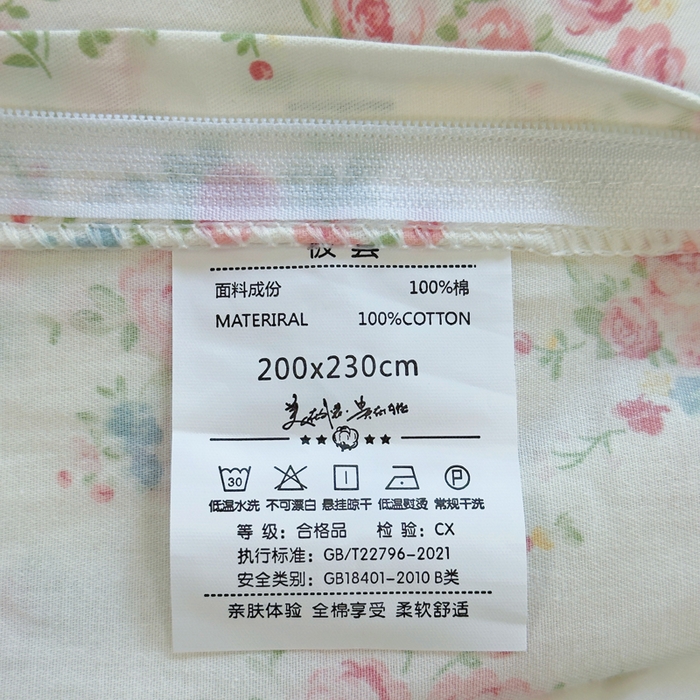 面料成份 100%棉
MATERIRAL 100%COTTON
200x230cm
30
P
低温水洗 不可漂白 悬挂晾干 低温熨烫 常规干洗
等 级: 合格品 检 验: CX
执行标准: GB/T22796-2021
安全类别: GB18401-2010 B类
亲肤体验 全棉享受 柔软舒适